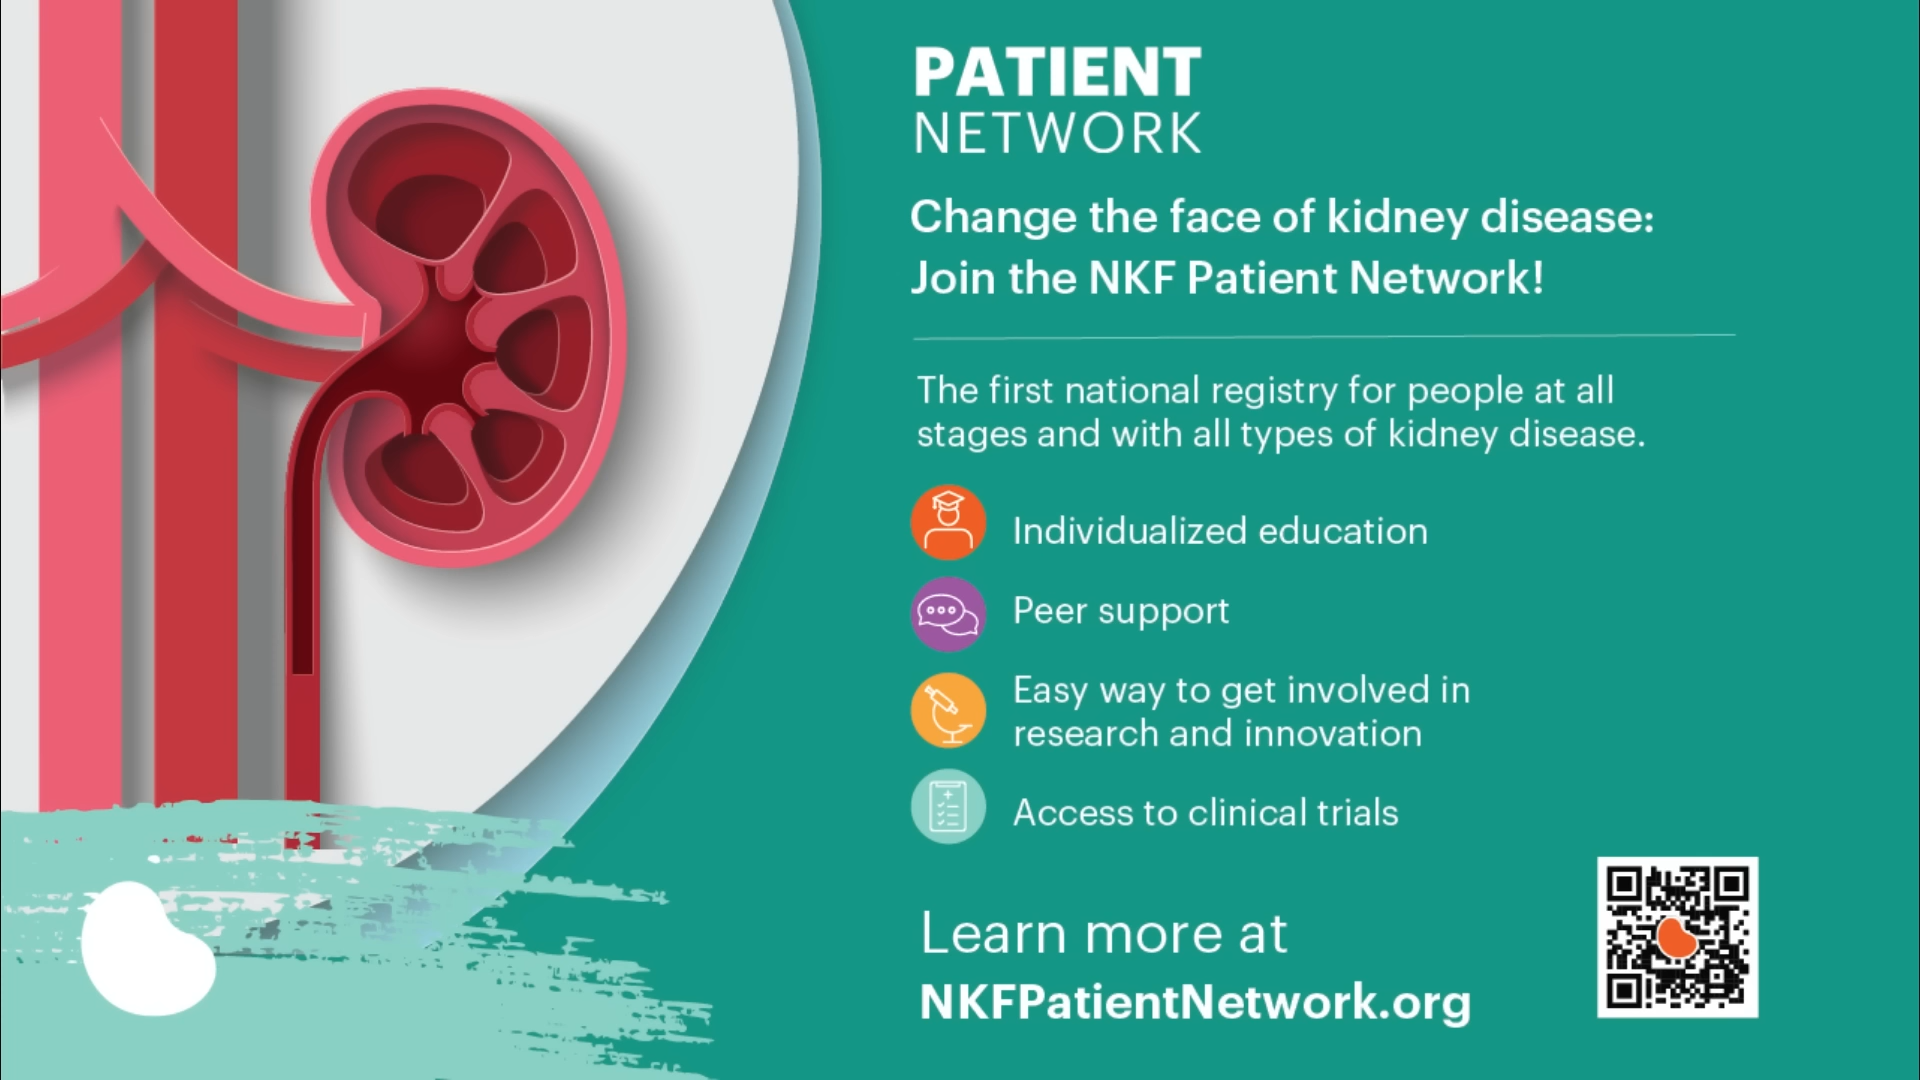 PATIENT
NETWORK
Change the face of kidney disease:
Join the NKF Patient Network!
The first national registry for people at all
stages and with all types of kidney disease.
Individualized education
Peer support
Easy way to get involved in
research and innovation
Access to clinical trials
Learn more at
NKFPatientNetwork.org